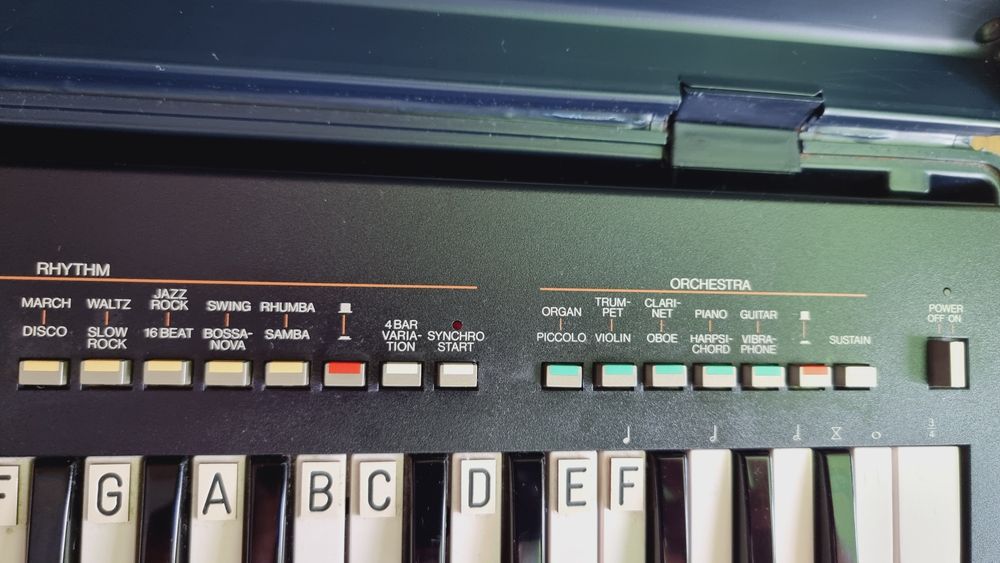 RHYTHM
MARCH
DISCO
WALTZ
SLOW
ROCK
JAZZ
ROCK
16 BEAT
SWING
BOSSA-
NOVA
RHUMBA
SAMBA
4 BAR
VARIA-
TION
SYNCHRO
START
ORCHESTRA
ORGAN
PICCOLO
TRUM-
PET
VIOLIN
CLARI-
NET
OBOE
PIANO
HARPSI-
CHORD
GUITAR
VIBRA-
PHONE
SUSTAIN
POWER
OFF ON
3
4
F G A B C D E F